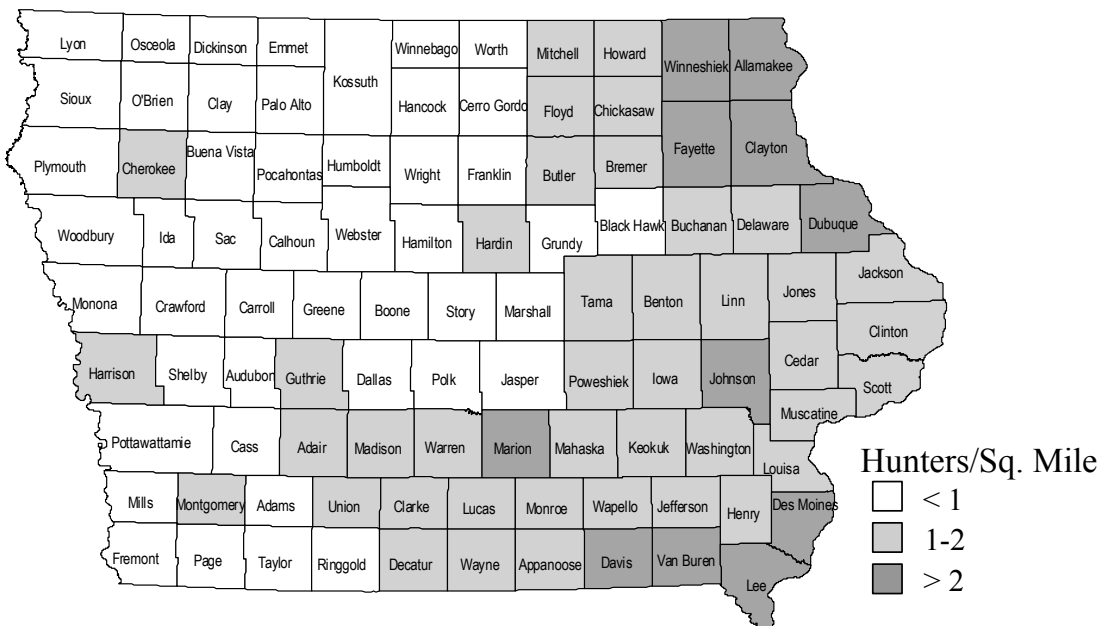 Lyon Osceola Dickinson Emmet Kossuth Winnebago Worth Mitchell Howard Winneshiek Allamakee
Sioux O'Brien Clay Palo Alto Hancock Cerro Gordo Floyd Chickasaw
Plymouth Cherokee Buena Vista Pocahontas Humboldt Wright Franklin Butler Bremer Fayette Clayton
Woodbury Ida Sac Calhoun Webster Hamilton Hardin Grundy Black Hawk Buchanan Delaware Dubuque
Monona Crawford Carroll Greene Boone Story Marshall Tama Benton Linn Jones Jackson
Clinton
Harrison Shelby Audubon Guthrie Dallas Polk Jasper Poweshiek Iowa Johnson Cedar Scott
Muscatine
Pottawattamie Cass Adair Madison Warren Marion Mahaska Keokuk Washington Louisa
Mills Montgomery Adams Union Clarke Lucas Monroe Wapello Jefferson Henry Des Moines
Fremont Page Taylor Ringgold Decatur Wayne Appanoose Davis Van Buren Lee
Hunters/Sq. Mile
< 1
1-2
> 2